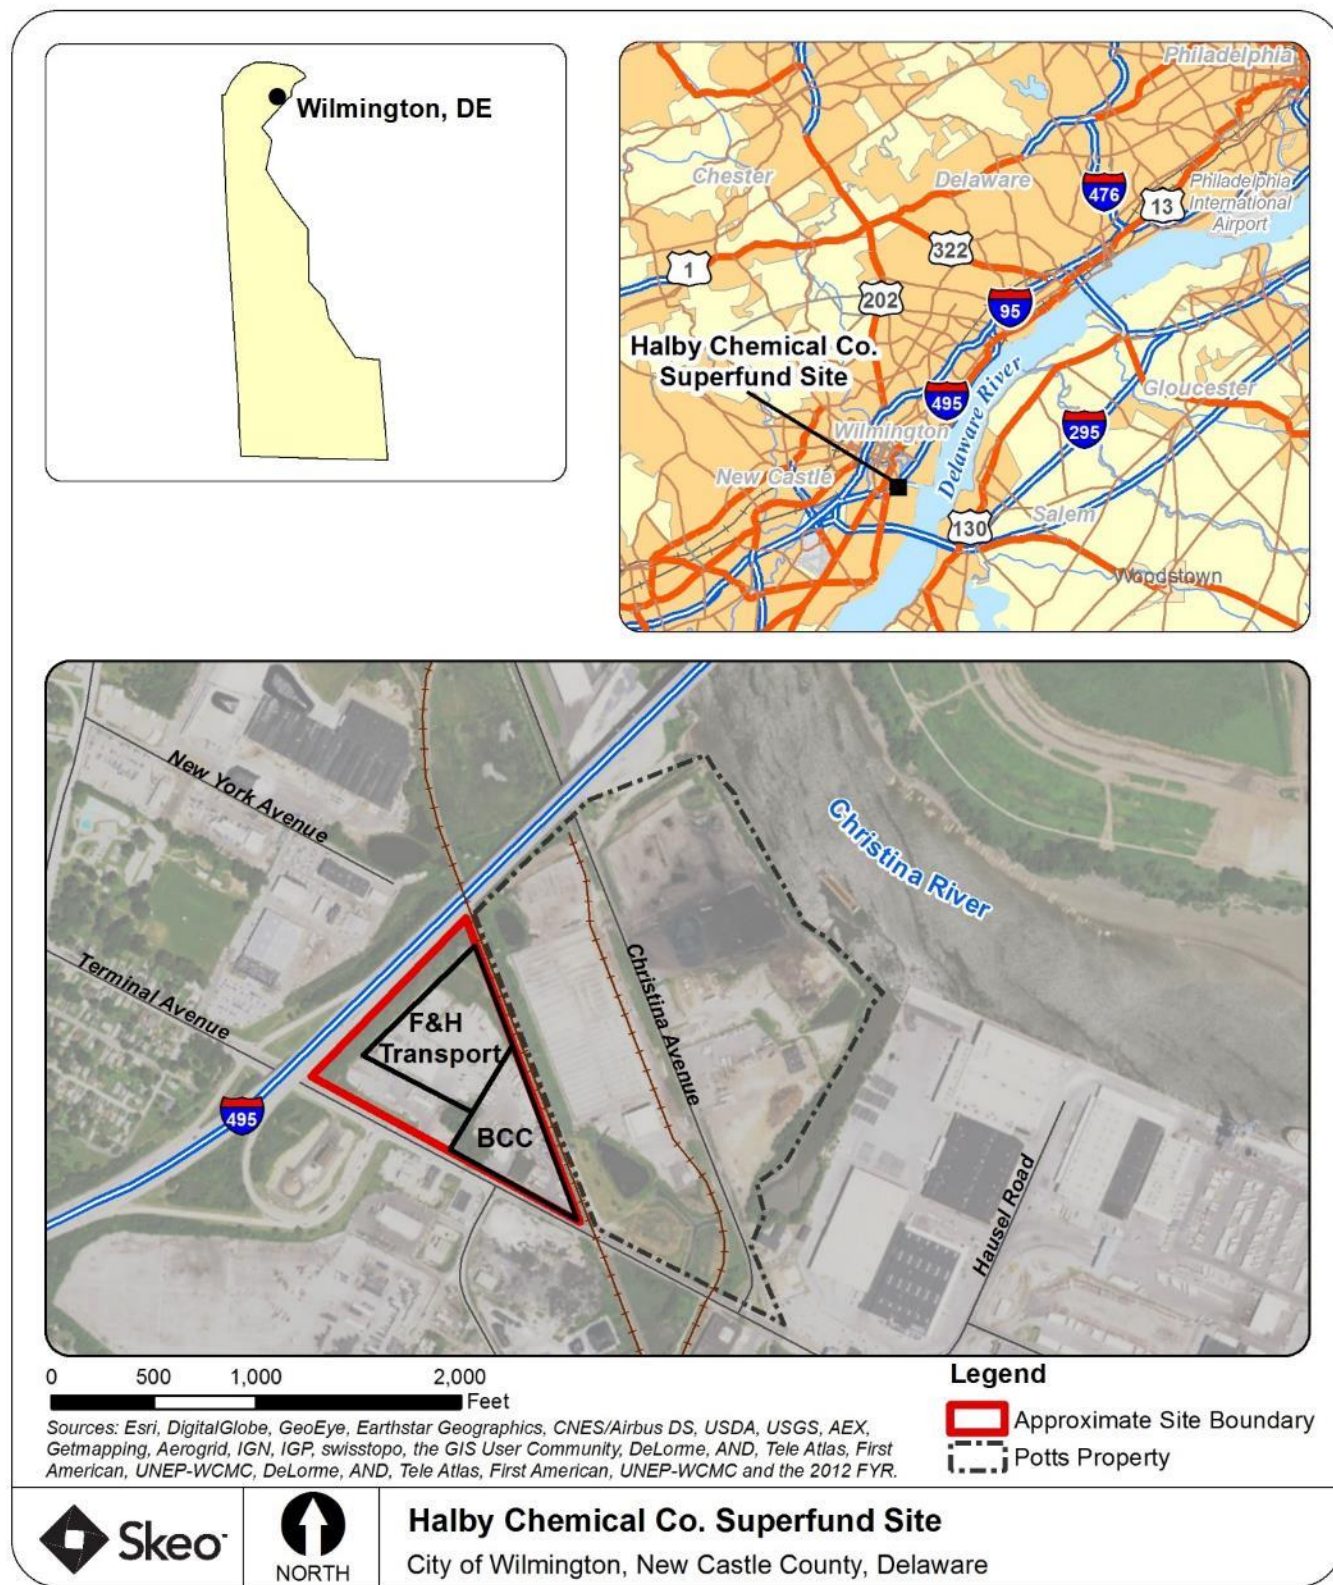 Wilmington, DE
Philadelphia
Chester
Delaware
476
13
Philadelphia
International
Airport
322
1
202
95
Halby Chemical Co.
Superfund Site
495
Delaware River
Gloucester
295
Wilmington
New Castle
130
Salem
Woodstown
New York Avenue
Christina River
Terminal Avenue
Christina Avenue
F&H
Transport
495
BCC
Hausel Road
0 500 1,000 2,000
Feet
Sources: Esri, DigitalGlobe, GeoEye, Earthstar Geographics, CNES/Airbus DS, USDA, USGS, AEX,
Getmapping, Aerogrid, IGN, IGP, swisstopo, the GIS User Community, DeLorme, AND, Tele Atlas, First
American, UNEP-WCMC, DeLorme, AND, Tele Atlas, First American, UNEP-WCMC and the 2012 FYR.
Legend
Approximate Site Boundary
Potts Property
Skeo
NORTH
Halby Chemical Co. Superfund Site
City of Wilmington, New Castle County, Delaware